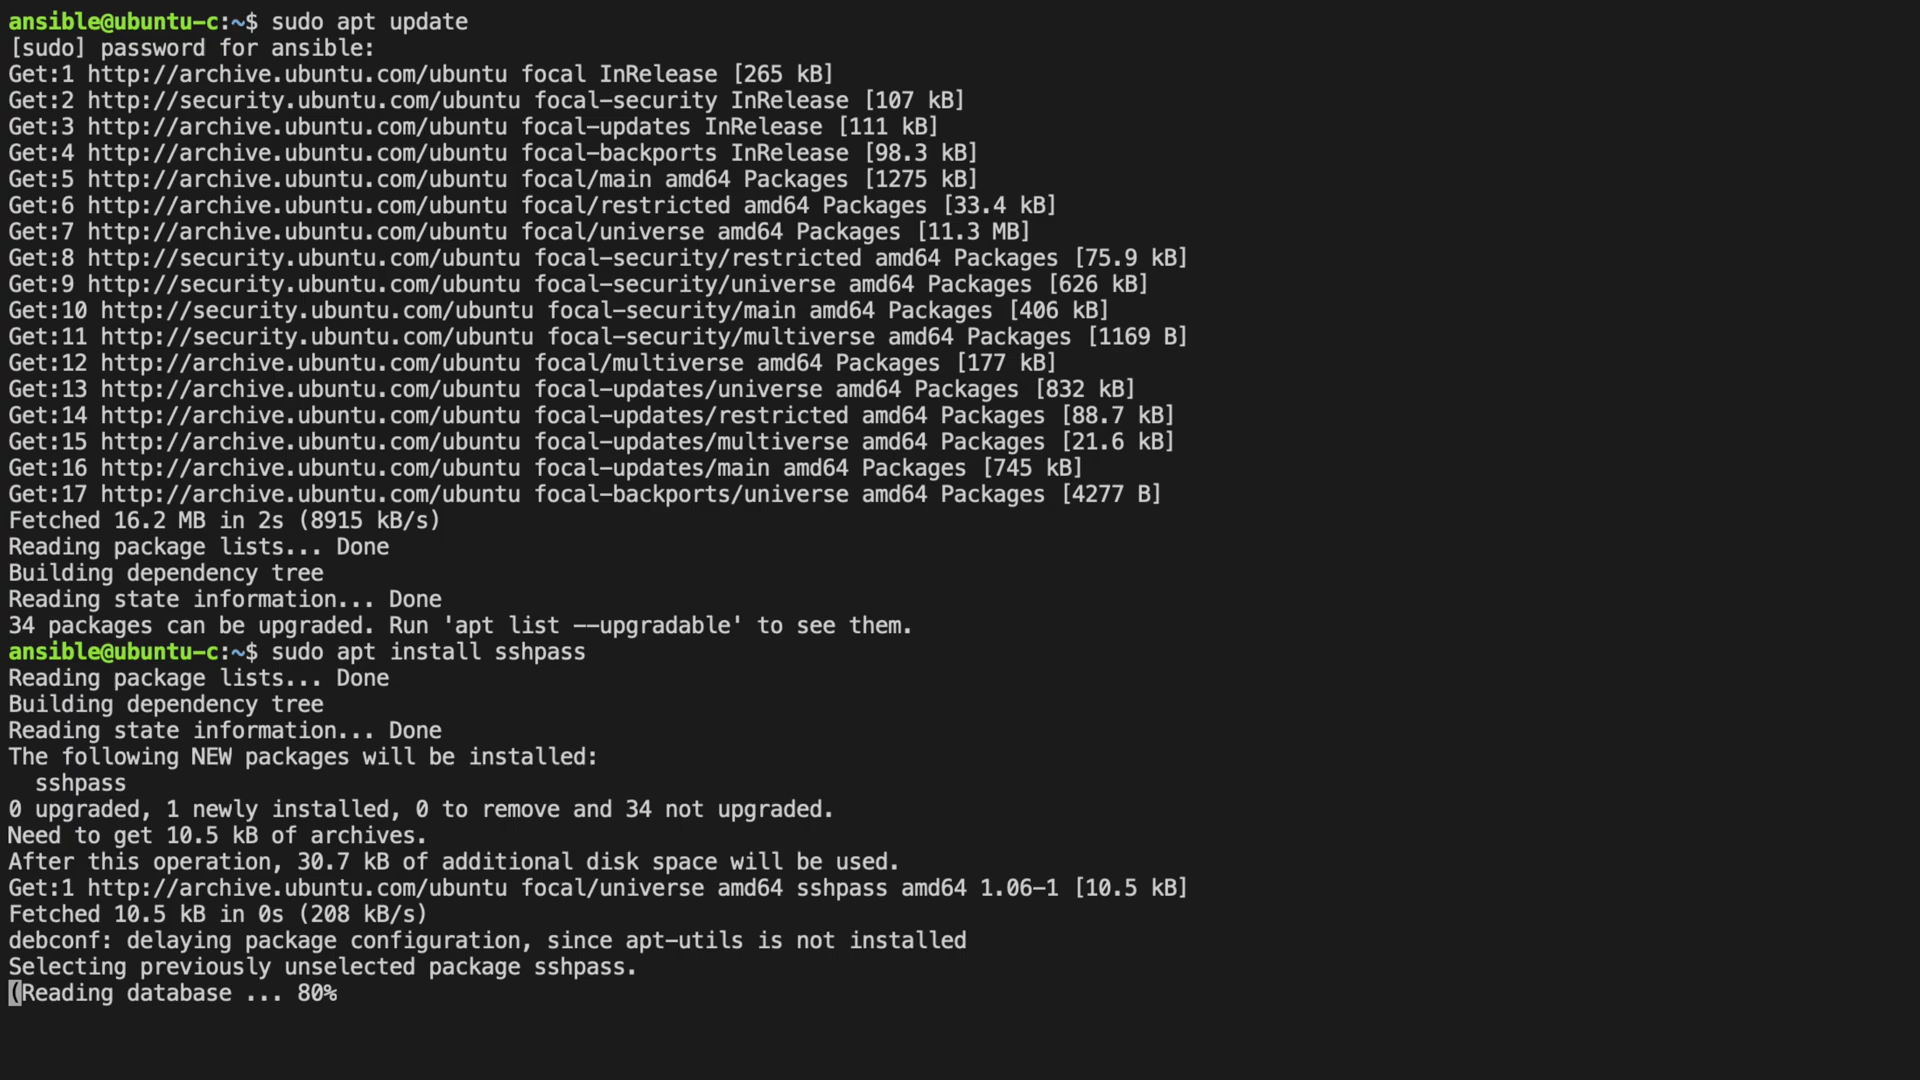 ansible@ubuntu-c:~$ sudo apt update
[sudo] password for ansible:
Get:1 http://archive.ubuntu.com/ubuntu focal InRelease [265 kB]
Get:2 http://security.ubuntu.com/ubuntu focal-security InRelease [107 kB]
Get:3 http://archive.ubuntu.com/ubuntu focal-updates InRelease [111 kB]
Get:4 http://archive.ubuntu.com/ubuntu focal-backports InRelease [98.3 kB]
Get:5 http://archive.ubuntu.com/ubuntu focal/main amd64 Packages [1275 kB]
Get:6 http://archive.ubuntu.com/ubuntu focal/restricted amd64 Packages [33.4 kB]
Get:7 http://archive.ubuntu.com/ubuntu focal/universe amd64 Packages [11.3 MB]
Get:8 http://security.ubuntu.com/ubuntu focal-security/restricted amd64 Packages [75.9 kB]
Get:9 http://security.ubuntu.com/ubuntu focal-security/universe amd64 Packages [626 kB]
Get:10 http://security.ubuntu.com/ubuntu focal-security/main amd64 Packages [406 kB]
Get:11 http://security.ubuntu.com/ubuntu focal-security/multiverse amd64 Packages [1169 B]
Get:12 http://archive.ubuntu.com/ubuntu focal/multiverse amd64 Packages [177 kB]
Get:13 http://archive.ubuntu.com/ubuntu focal-updates/universe amd64 Packages [832 kB]
Get:14 http://archive.ubuntu.com/ubuntu focal-updates/restricted amd64 Packages [88.7 kB]
Get:15 http://archive.ubuntu.com/ubuntu focal-updates/multiverse amd64 Packages [21.6 kB]
Get:16 http://archive.ubuntu.com/ubuntu focal-updates/main amd64 Packages [745 kB]
Get:17 http://archive.ubuntu.com/ubuntu focal-backports/universe amd64 Packages [4277 B]
Fetched 16.2 MB in 2s (8915 kB/s)
Reading package lists... Done
Building dependency tree
Reading state information... Done
34 packages can be upgraded. Run 'apt list --upgradable' to see them.
ansible@ubuntu-c:~$ sudo apt install sshpass
Reading package lists... Done
Building dependency tree
Reading state information... Done
The following NEW packages will be installed:
  sshpass
0 upgraded, 1 newly installed, 0 to remove and 34 not upgraded.
Need to get 10.5 kB of archives.
After this operation, 30.7 kB of additional disk space will be used.
Get:1 http://archive.ubuntu.com/ubuntu focal/universe amd64 sshpass amd64 1.06-1 [10.5 kB]
Fetched 10.5 kB in 0s (208 kB/s)
debconf: delaying package configuration, since apt-utils is not installed
Selecting previously unselected package sshpass.
(Reading database ... 80%